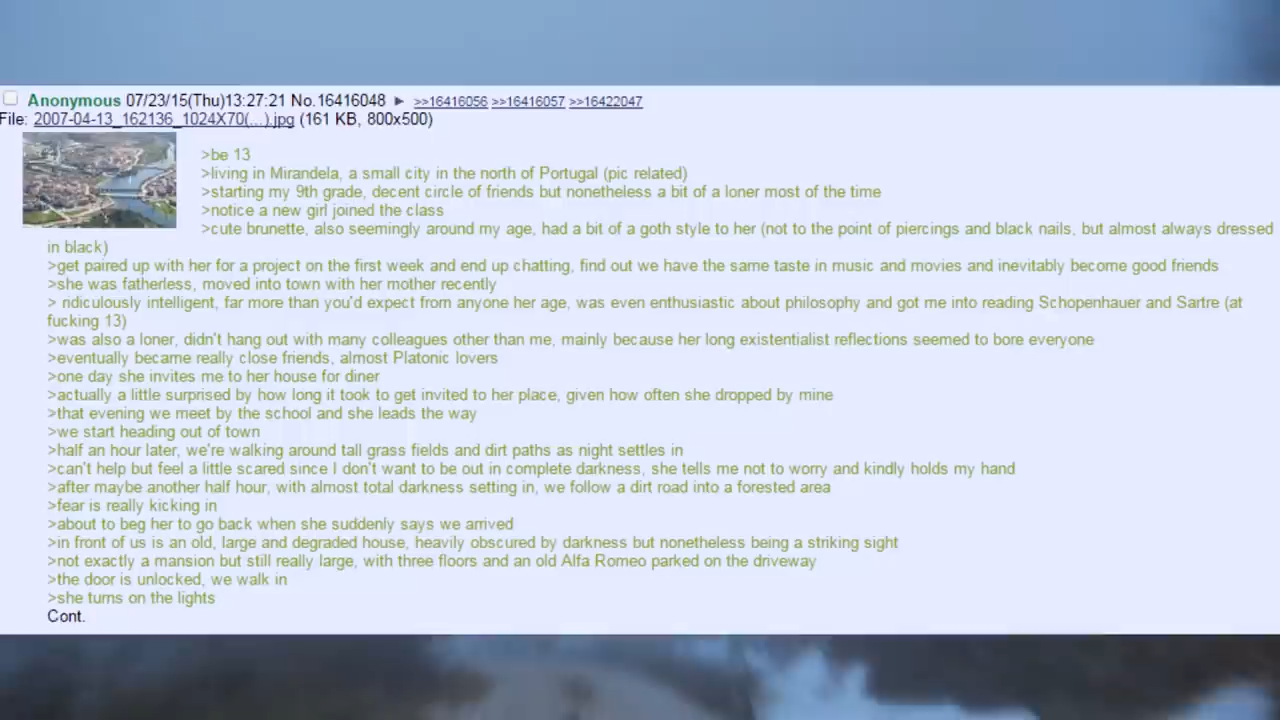 Anonymous 07/23/15(Thu)13:27:21 No.16416048 ▶ >>16416056 >>16416057 >>16422047
File: 2007-04-13_162136_1024X70(...).jpg (161 KB, 800x500)
>be 13
>living in Mirandela, a small city in the north of Portugal (pic related)
>starting my 9th grade, decent circle of friends but nonetheless a bit of a loner most of the time
>notice a new girl joined the class
>cute brunette, also seemingly around my age, had a bit of a goth style to her (not to the point of piercings and black nails, but almost always dressed
in black)
>get paired up with her for a project on the first week and end up chatting, find out we have the same taste in music and movies and inevitably become good friends
>she was fatherless, moved into town with her mother recently
> ridiculously intelligent, far more than you'd expect from anyone her age, was even enthusiastic about philosophy and got me into reading Schopenhauer and Sartre (at
fucking 13)
>was also a loner, didn't hang out with many colleagues other than me, mainly because her long existentialist reflections seemed to bore everyone
>eventually became really close friends, almost Platonic lovers
>one day she invites me to her house for diner
>actually a little surprised by how long it took to get invited to her place, given how often she dropped by mine
>that evening we meet by the school and she leads the way
>we start heading out of town
>half an hour later, we're walking around tall grass fields and dirt paths as night settles in
>can't help but feel a little scared since I don't want to be out in complete darkness, she tells me not to worry and kindly holds my hand
>after maybe another half hour, with almost total darkness setting in, we follow a dirt road into a forested area
>fear is really kicking in
>about to beg her to go back when she suddenly says we arrived
>in front of us is an old, large and degraded house, heavily obscured by darkness but nonetheless being a striking sight
>not exactly a mansion but still really large, with three floors and an old Alfa Romeo parked on the driveway
>the door is unlocked, we walk in
>she turns on the lights
Cont.